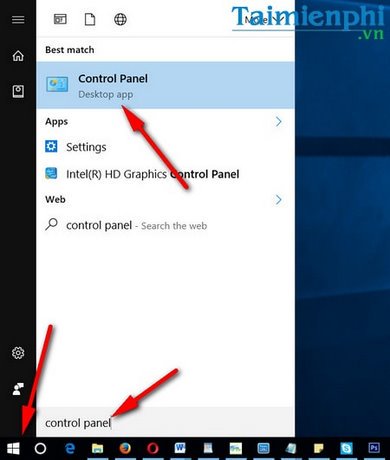 More
Taimienphi
.vn
Best match
Control Panel
Desktop app
Apps
Settings
Intel(R) HD Graphics Control Panel
Web
control panel - Search the web
control panel